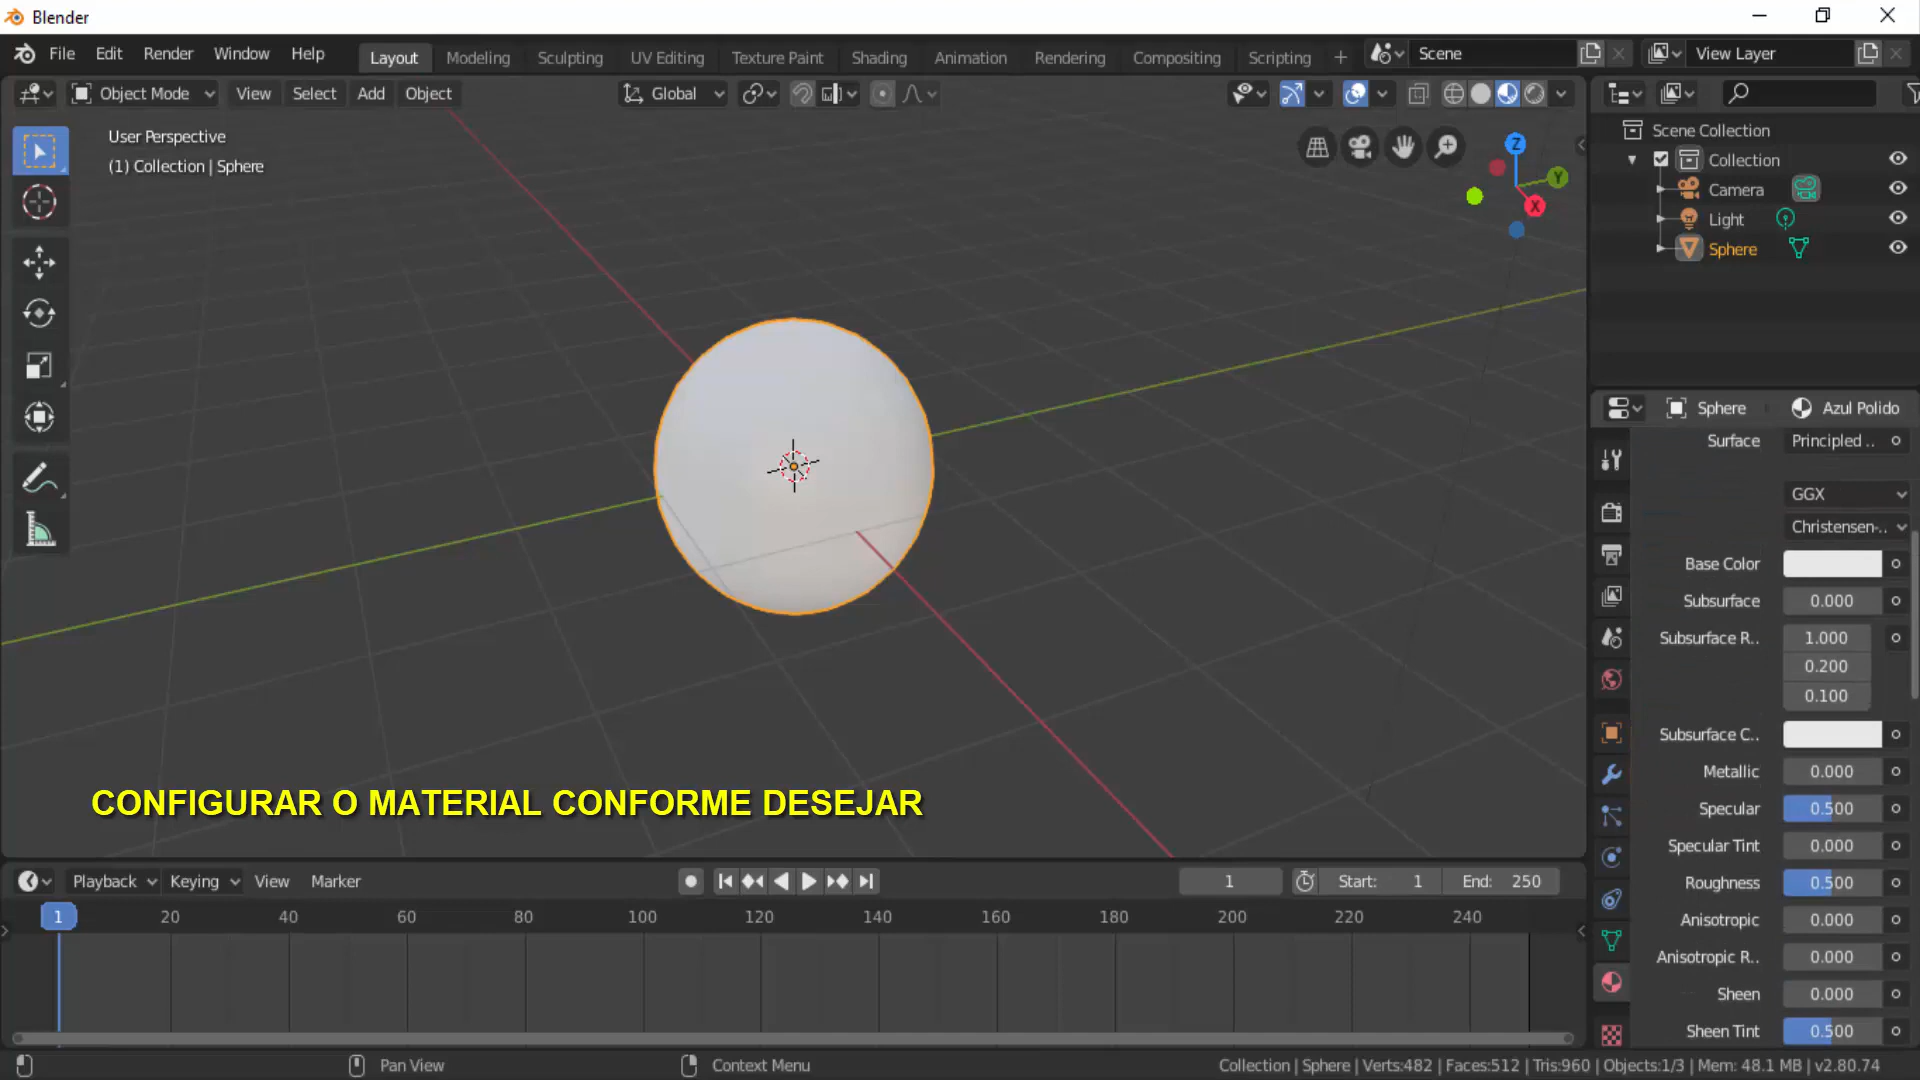 Blender
File Edit Render Window Help Layout Modeling Sculpting UV Editing Texture Paint Shading Animation Rendering Compositing Scripting + Scene View Layer
Object Mode View Select Add Object Global
User Perspective
(1) Collection | Sphere
Z
Y
X
Scene Collection
Collection
Camera
Light
Sphere
Sphere Azul Polido
Surface Principled ..
GGX
Christensen-..
Base Color
Subsurface 0.000
Subsurface R.. 1.000
0.200
0.100
Subsurface C..
Metallic 0.000
Specular 0.500
Specular Tint 0.000
Roughness 0.500
Anisotropic 0.000
Anisotropic R.. 0.000
Sheen 0.000
Sheen Tint 0.500
CONFIGURAR O MATERIAL CONFORME DESEJAR
Playback Keying View Marker 1 Start: 1 End: 250
1 20 40 60 80 100 120 140 160 180 200 220 240
Pan View Context Menu Collection | Sphere | Verts:482 | Faces:512 | Tris:960 | Objects:1/3 | Mem: 48.1 MB | v2.80.74